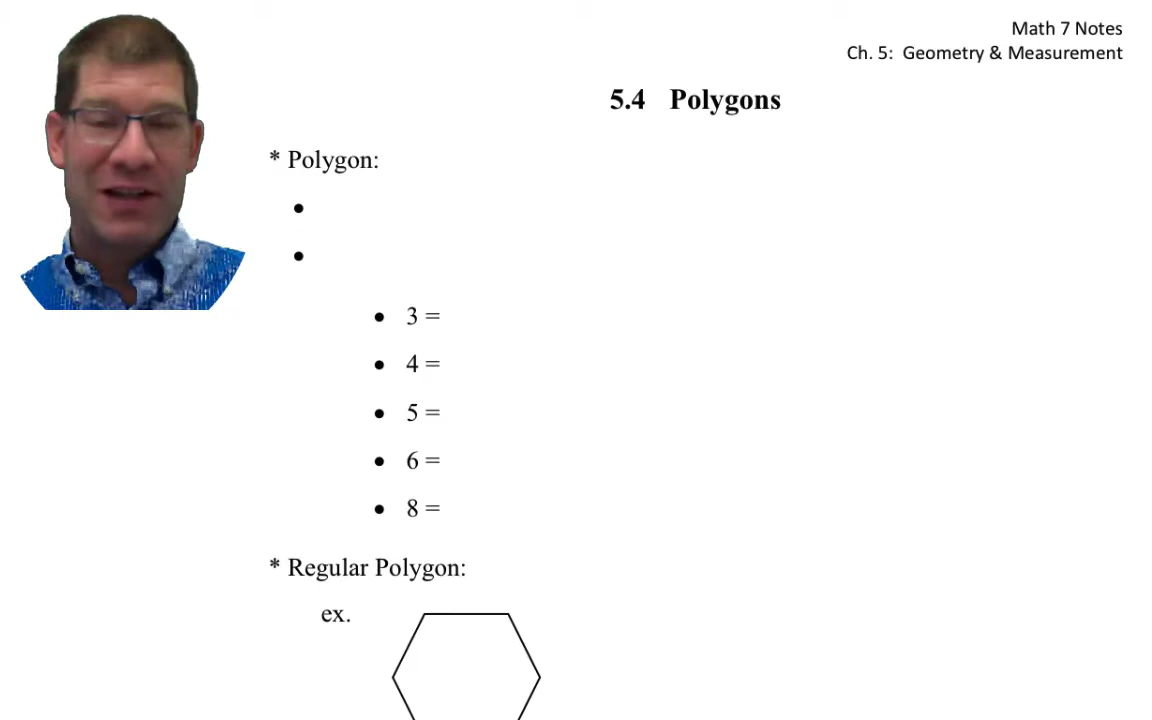 Math 7 Notes
Ch. 5: Geometry & Measurement
5.4 Polygons
* Polygon:
•
•
• 3 =
• 4 =
• 5 =
• 6 =
• 8 =
* Regular Polygon:
ex.